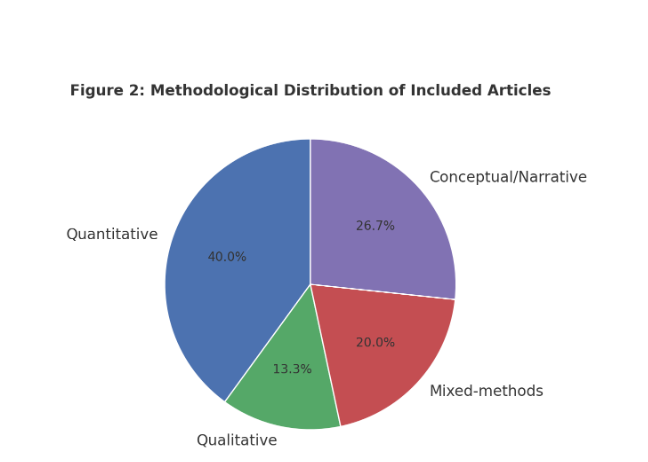 Figure 2: Methodological Distribution of Included Articles
Conceptual/Narrative
26.7%
Quantitative
40.0%
20.0%
13.3%
Mixed-methods
Qualitative